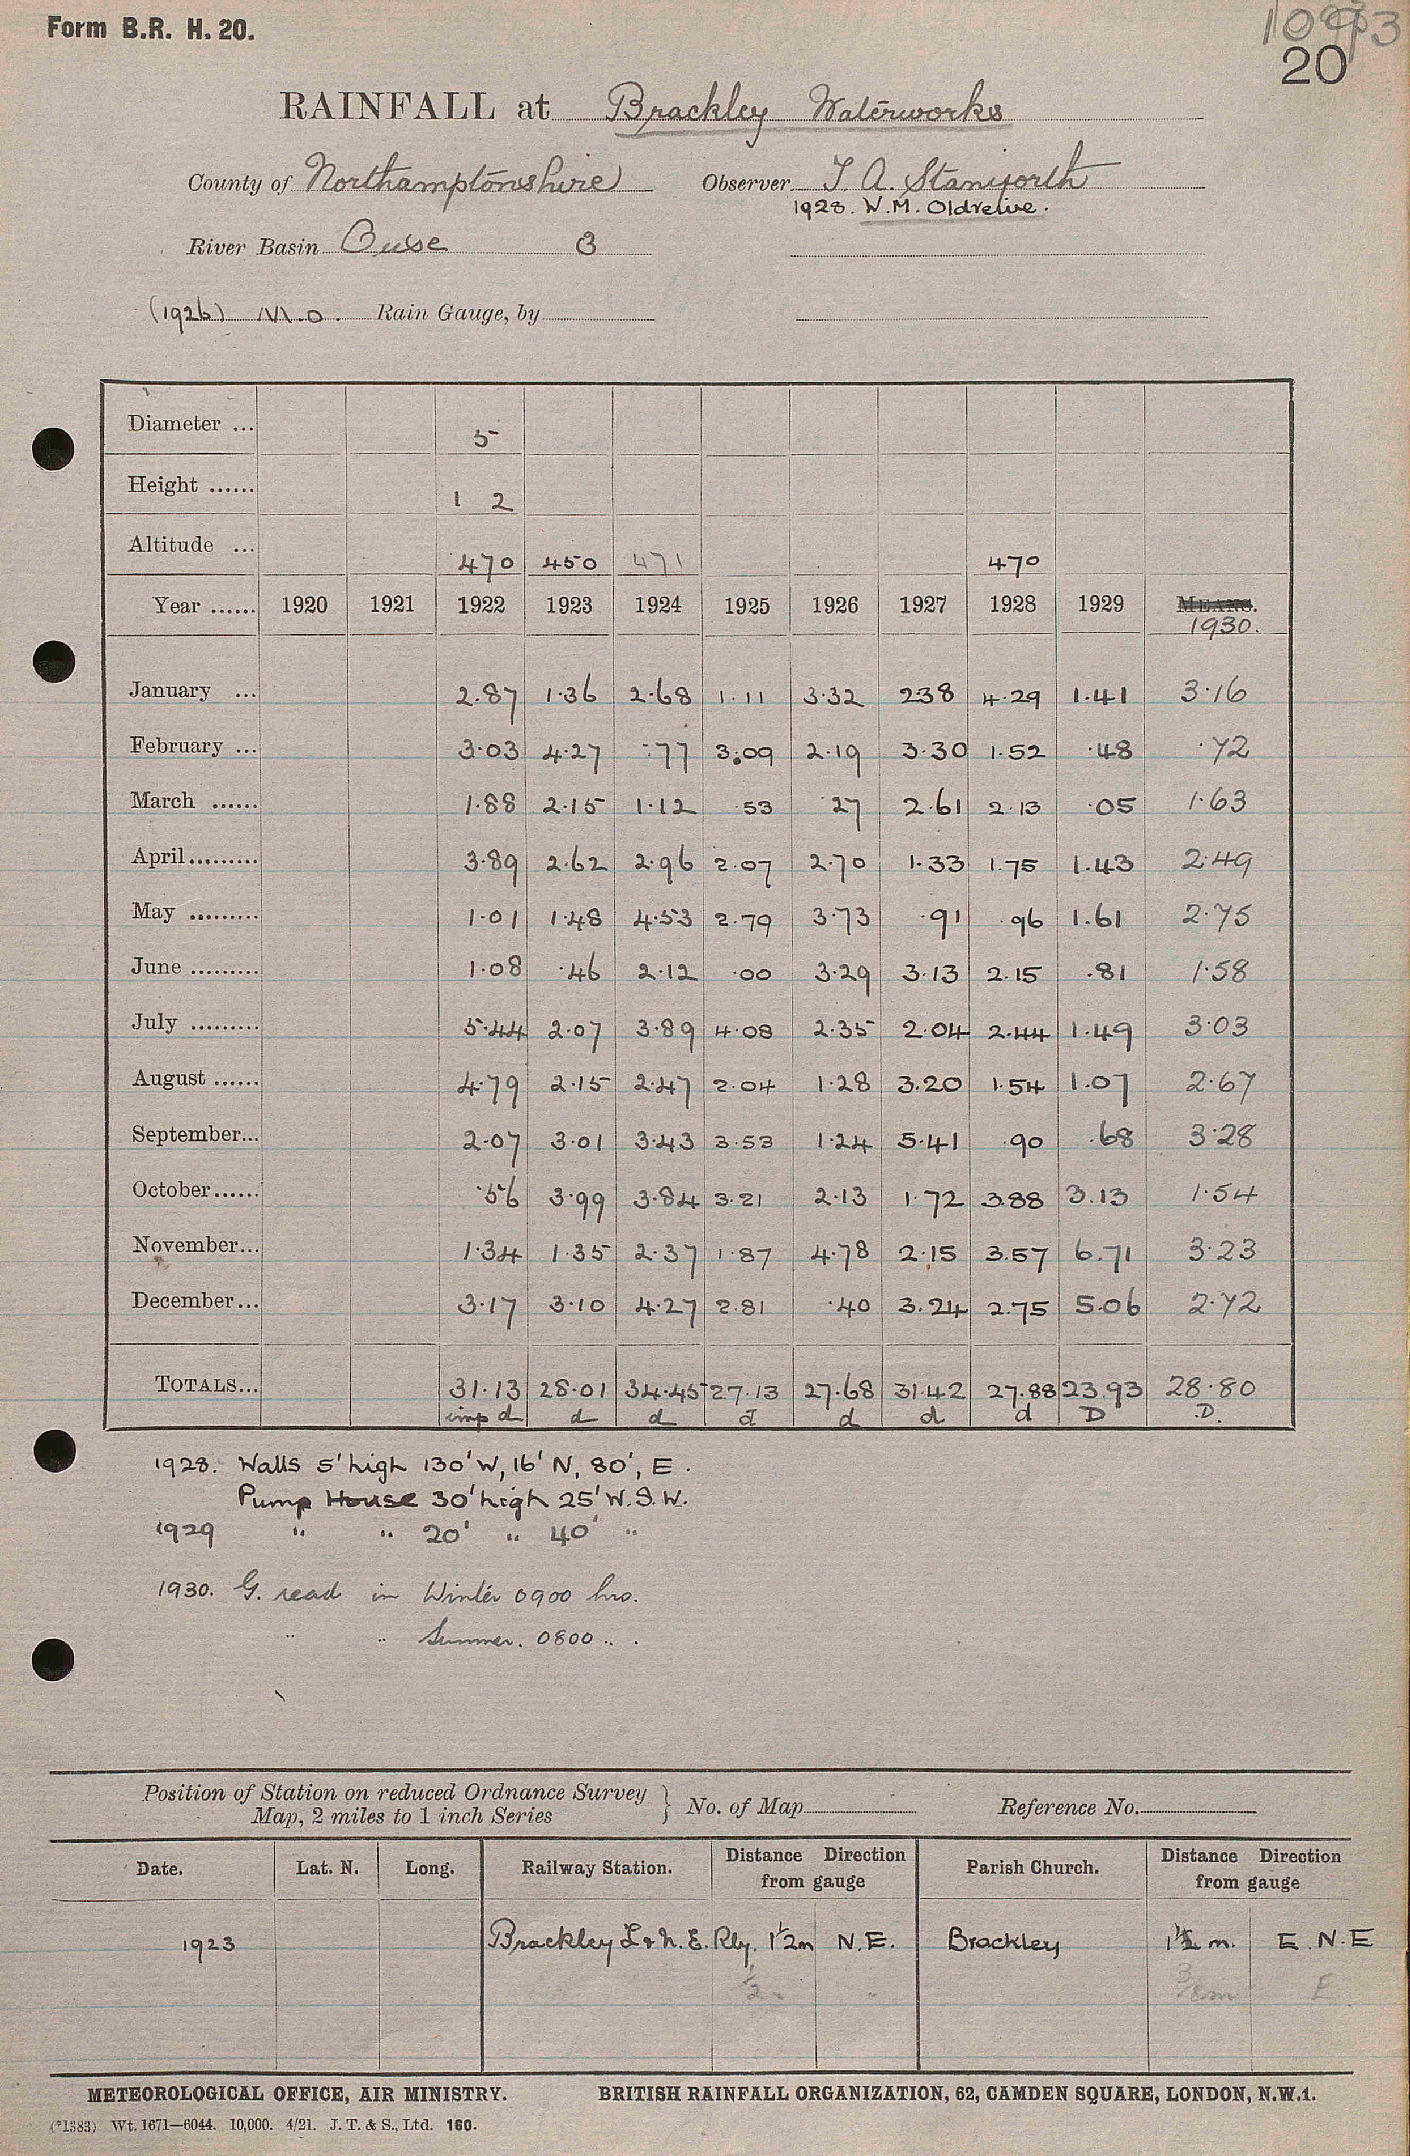 Form B.R. H. 20.
20
RAINFALL at Brackley Waterworks
County of Northamptonshire Observer T. A. Staniforth
1928. W.M. Oldreive.
River Basin Ouse 3
(1926) M.O. Rain Gauge, by
Diameter ... 5
Height ...... 1 2
Altitude ... 470 450 471 470
Year ...... 1920 1921 1922 1923 1924 1925 1926 1927 1928 1929 MEANS. 1930.
January ... 2.87 1.36 2.68 1.11 3.32 238 4.29 1.41 3.16
February ... 3.03 4.27 .77 3.09 2.19 3.30 1.52 .48 .72
March ...... 1.88 2.15 1.12 53 27 2.61 2.13 .05 1.63
April ......... 3.89 2.62 2.96 2.07 2.70 1.33 1.75 1.43 2.49
May ......... 1.01 1.48 4.53 2.79 3.73 .91 .96 1.61 2.75
June ......... 1.08 .46 2.12 .00 3.29 3.13 2.15 .81 1.58
July ......... 5.44 2.07 3.89 4.08 2.35 2.04 2.44 1.49 3.03
August ...... 4.79 2.15 2.47 2.04 1.28 3.20 1.54 1.07 2.67
September... 2.07 3.01 3.43 3.53 1.24 5.41 .90 .68 3.28
October...... .56 3.99 3.84 3.21 2.13 1.72 3.88 3.13 1.54
November... 1.34 1.35 2.37 1.87 4.78 2.15 3.57 6.71 3.23
December... 3.17 3.10 4.27 2.81 .40 3.24 2.75 5.06 2.72
TOTALS... 31.13 28.01 34.45 27.13 27.68 31.42 27.88 23.93 28.80
imp d d d d d d d D D.
1928. Walls 5' high 130' W, 16' N, 80', E.
Pump House 30' high 25' W.S.W.
1929 " " 20' " 40' "
1930. G. read in Winter 0900 hrs.
" " Summer. 0800 " .
Position of Station on reduced Ordnance Survey
Map, 2 miles to 1 inch Series } No. of Map Reference No.
Date. Lat. N. Long. Railway Station. Distance Direction from gauge Parish Church. Distance Direction from gauge
1923 Brackley L & N. E. Rly. 1½m N.E. Brackley m. E.N.E
½ " " 3/8m E
METEOROLOGICAL OFFICE, AIR MINISTRY. BRITISH RAINFALL ORGANIZATION, 62, CAMDEN SQUARE, LONDON, N.W.1.
(*1383) Wt. 1671—6044. 10,000. 4/21. J. T. & S., Ltd. 160.